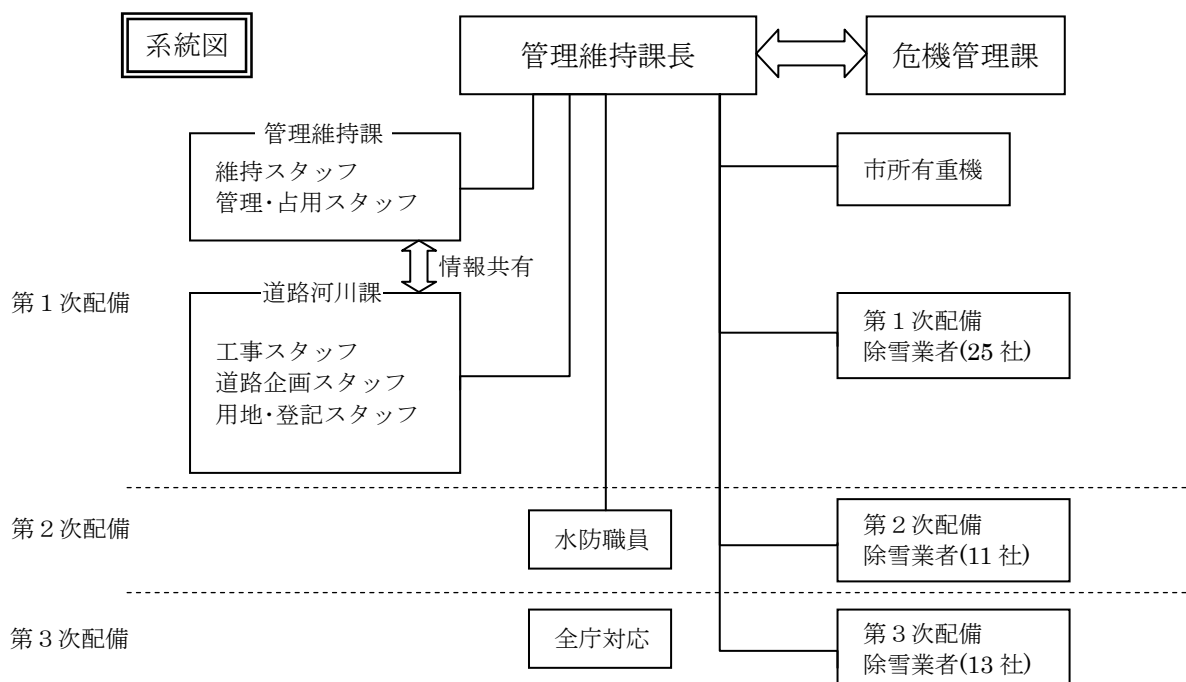 系統図
管理維持課長
危機管理課
管理維持課
維持スタッフ
管理・占用スタッフ
市所有重機
情報共有
第１次配備
道路河川課
工事スタッフ
道路企画スタッフ
用地・登記スタッフ
第１次配備
除雪業者(25 社)
第２次配備
水防職員
第２次配備
除雪業者(11 社)
第３次配備
全庁対応
第３次配備
除雪業者(13 社)